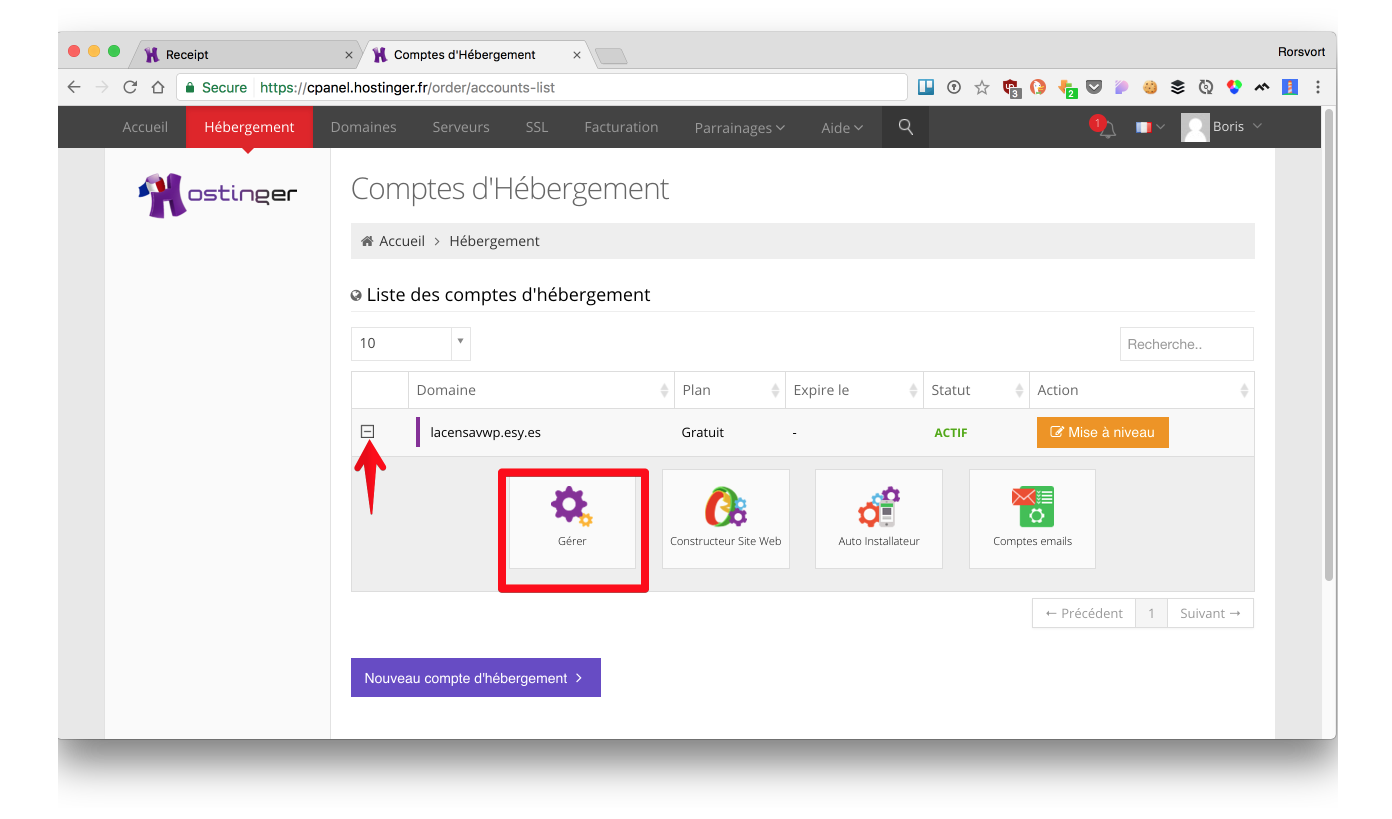 Receipt
Comptes d'Hébergement
Rorsvort
Secure https://cpanel.hostinger.fr/order/accounts-list
3
2
Accueil Hébergement Domaines Serveurs SSL Facturation Parrainages Aide 1 Boris
Hostinger
Comptes d'Hébergement
Accueil > Hébergement
Liste des comptes d'hébergement
10
Recherche..
Domaine Plan Expire le Statut Action
lacensavwp.esy.es Gratuit - ACTIF Mise à niveau
Gérer Constructeur Site Web Auto Installateur Comptes emails
← Précédent 1 Suivant →
Nouveau compte d'hébergement >